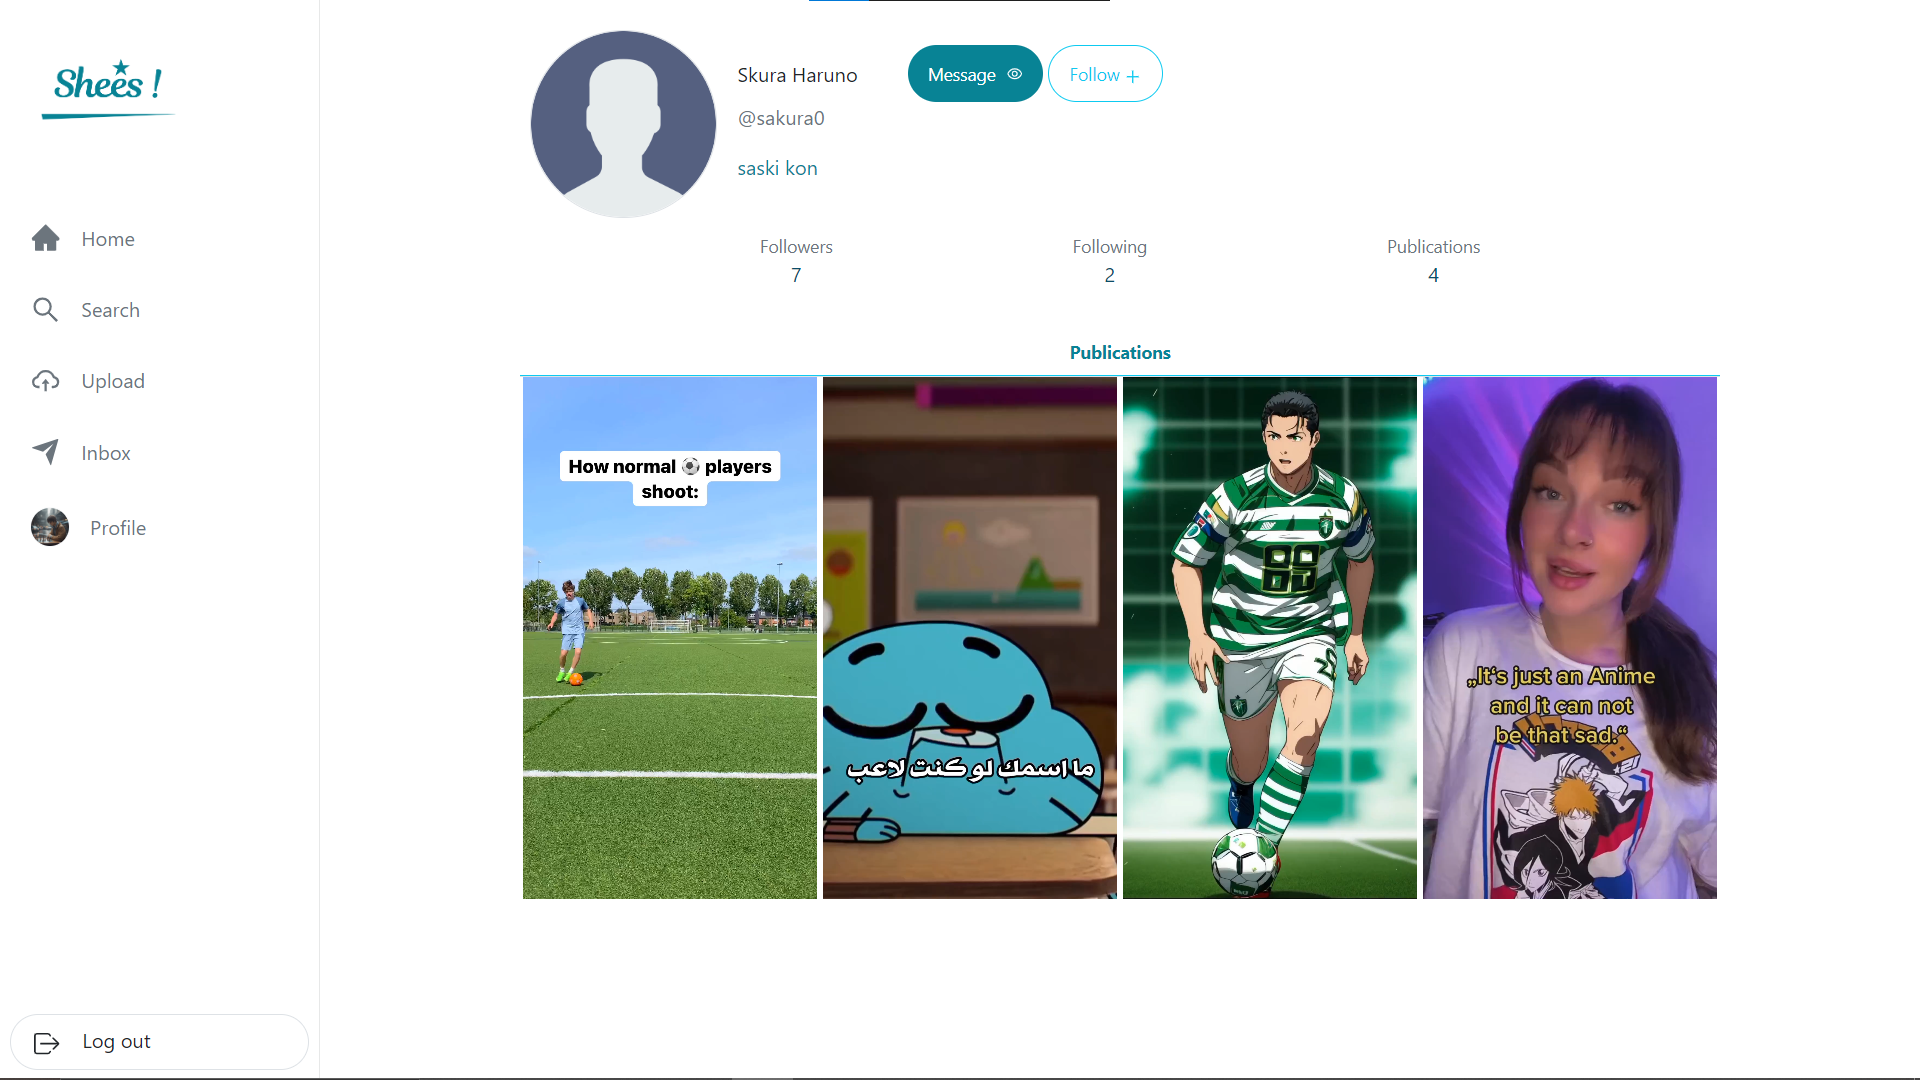 Shees !
Home
Search
Upload
Inbox
Profile
Log out
Skura Haruno
Message
Follow +
@sakura0
saski kon
Followers
7
Following
2
Publications
4
Publications
How normal ⚽ players
shoot:
ما اسمك لو كنت لاعب
„It's just an Anime
and it can not
be that sad.“